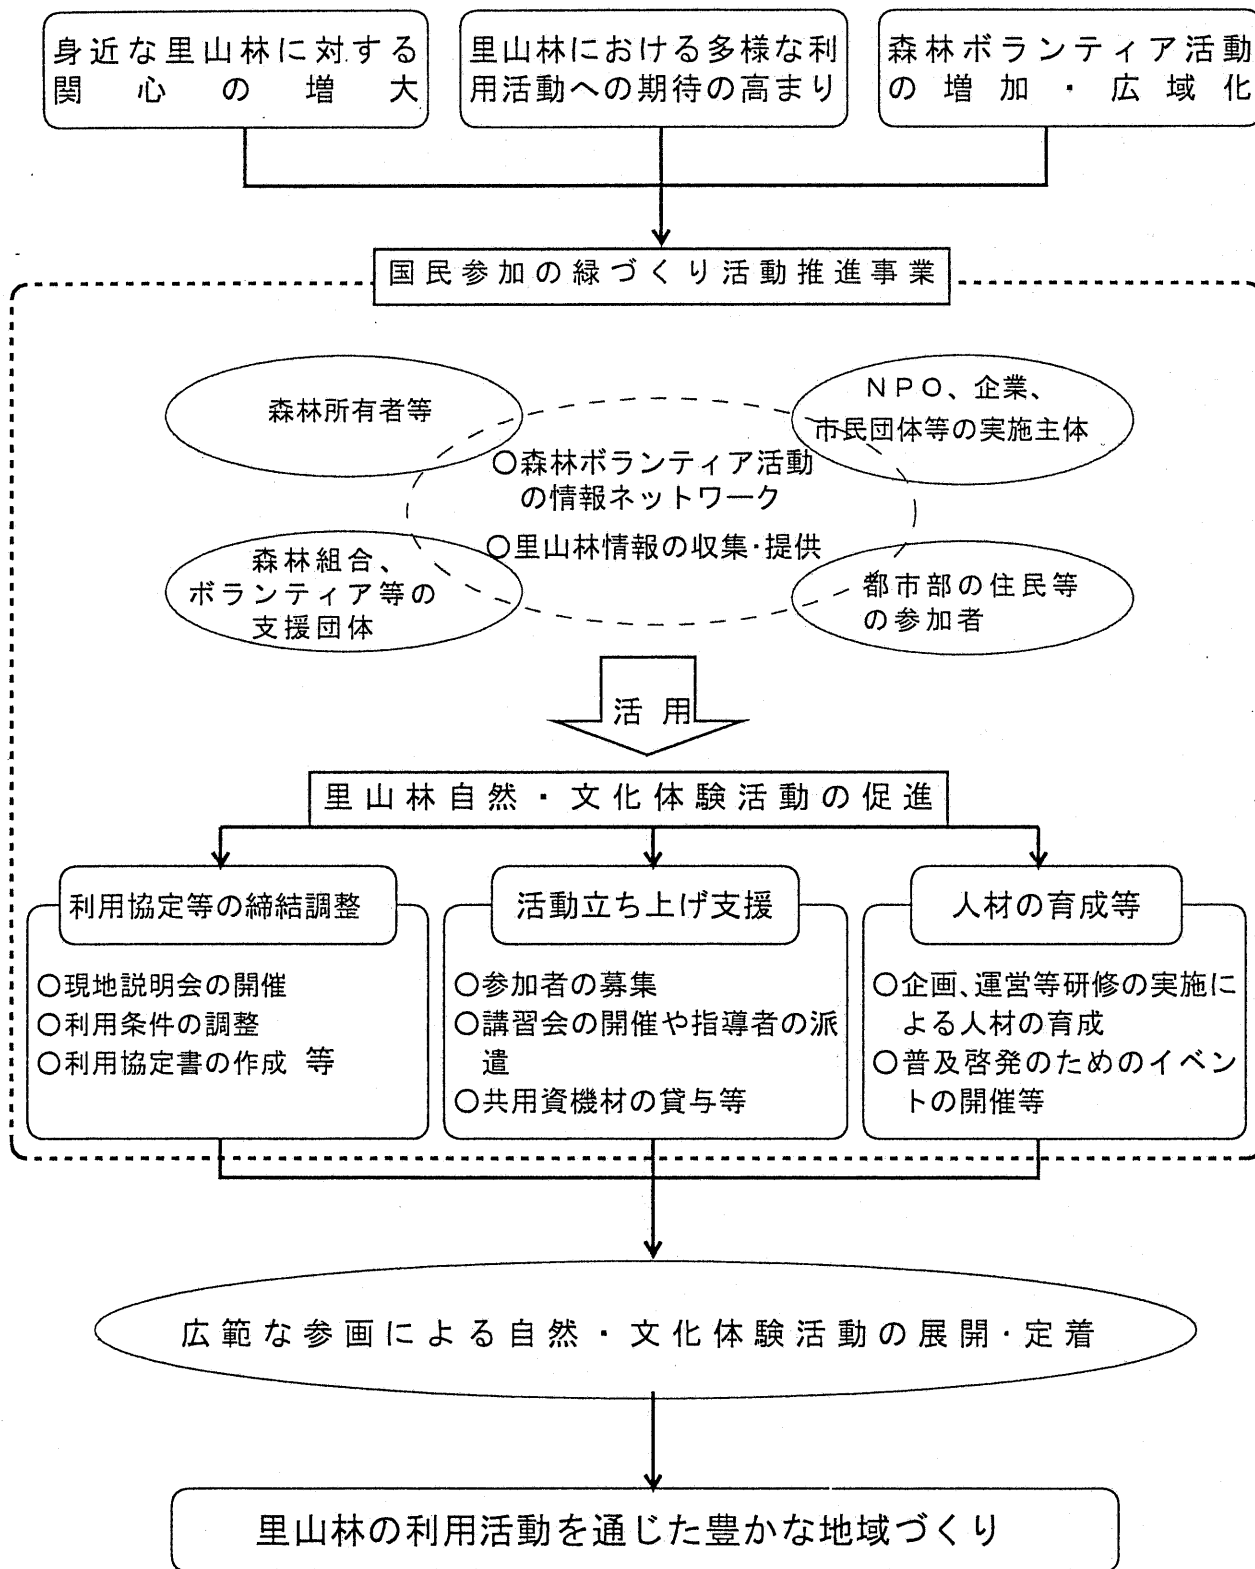 身近な里山林に対する
関心の増大
里山林における多様な利
用活動への期待の高まり
森林ボランティア活動
の増加・広域化
国民参加の緑づくり活動推進事業
森林所有者等
NPO、企業、
市民団体等の実施主体
○森林ボランティア活動
の情報ネットワーク
○里山林情報の収集・提供
森林組合、
ボランティア等の
支援団体
都市部の住民等
の参加者
活用
里山林自然・文化体験活動の促進
利用協定等の締結調整
○現地説明会の開催
○利用条件の調整
○利用協定書の作成 等
活動立ち上げ支援
○参加者の募集
○講習会の開催や指導者の派
遣
○共用資機材の貸与等
人材の育成等
○企画、運営等研修の実施に
よる人材の育成
○普及啓発のためのイベン
トの開催等
広範な参画による自然・文化体験活動の展開・定着
里山林の利用活動を通じた豊かな地域づくり